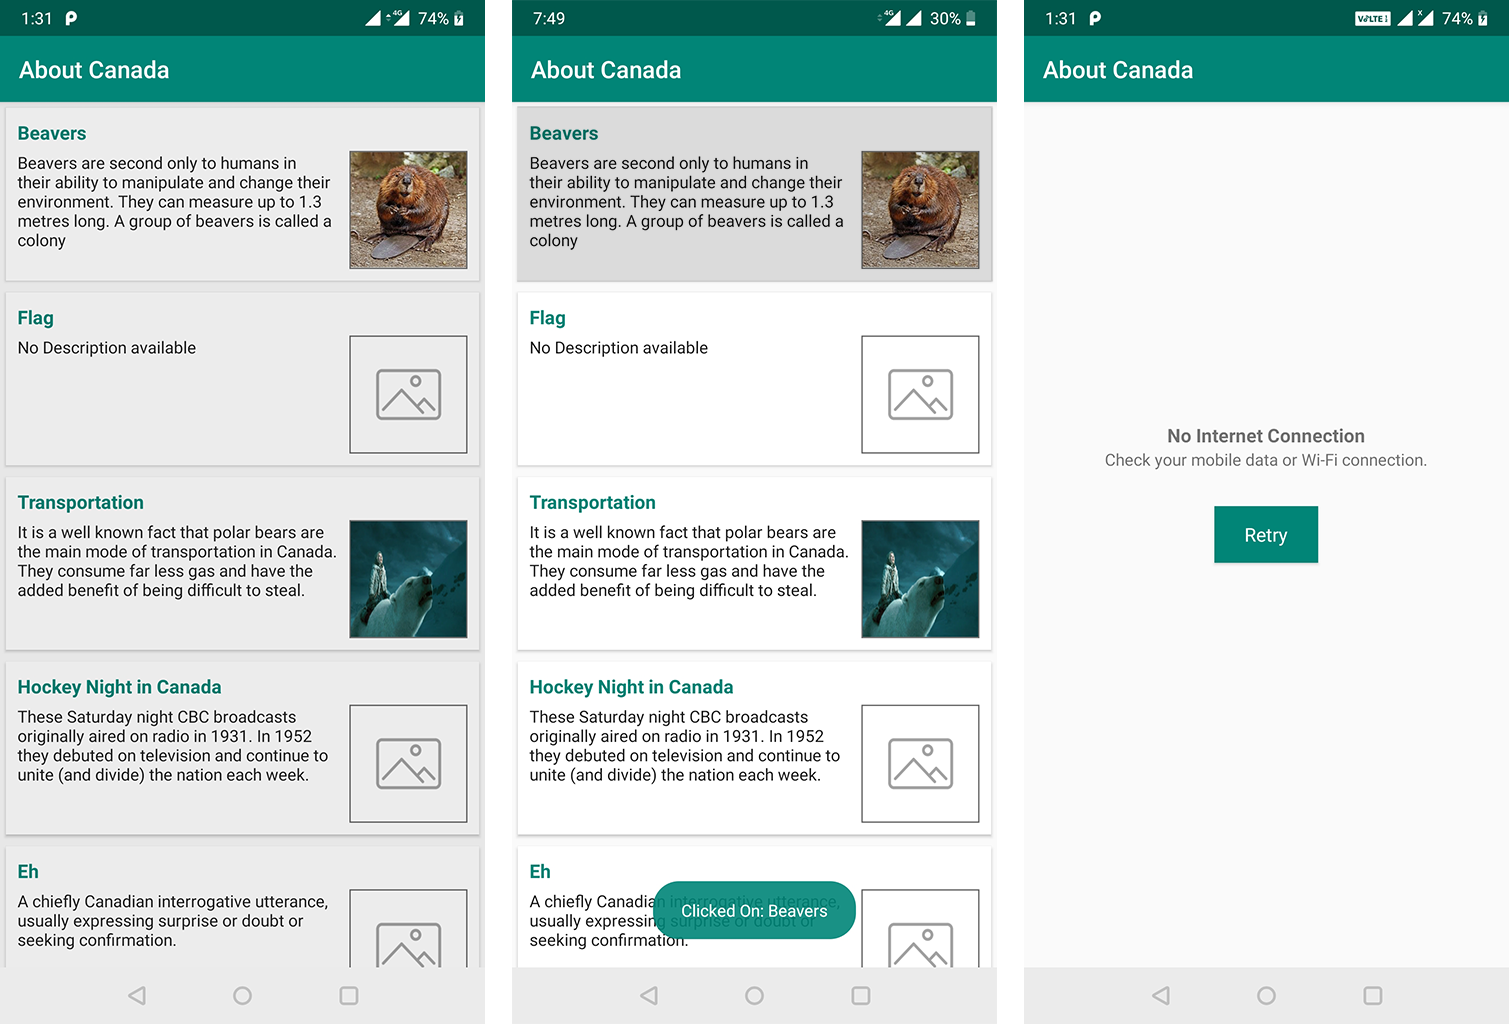 1:31
4G
74%
About Canada
Beavers
Beavers are second only to humans in
their ability to manipulate and change their
environment. They can measure up to 1.3
metres long. A group of beavers is called a
colony
Flag
No Description available
Transportation
It is a well known fact that polar bears are
the main mode of transportation in Canada.
They consume far less gas and have the
added benefit of being difficult to steal.
Hockey Night in Canada
These Saturday night CBC broadcasts
originally aired on radio in 1931. In 1952
they debuted on television and continue to
unite (and divide) the nation each week.
Eh
A chiefly Canadian interrogative utterance,
usually expressing surprise or doubt or
seeking confirmation.
7:49
4G
30%
About Canada
Beavers
Beavers are second only to humans in
their ability to manipulate and change their
environment. They can measure up to 1.3
metres long. A group of beavers is called a
colony
Flag
No Description available
Transportation
It is a well known fact that polar bears are
the main mode of transportation in Canada.
They consume far less gas and have the
added benefit of being difficult to steal.
Hockey Night in Canada
These Saturday night CBC broadcasts
originally aired on radio in 1931. In 1952
they debuted on television and continue to
unite (and divide) the nation each week.
Eh
A chiefly Canadian interrogative utterance,
usually expressing surprise or doubt or
seeking confirmation.
Clicked On: Beavers
1:31
VoLTE
x
74%
About Canada
No Internet Connection
Check your mobile data or Wi-Fi connection.
Retry